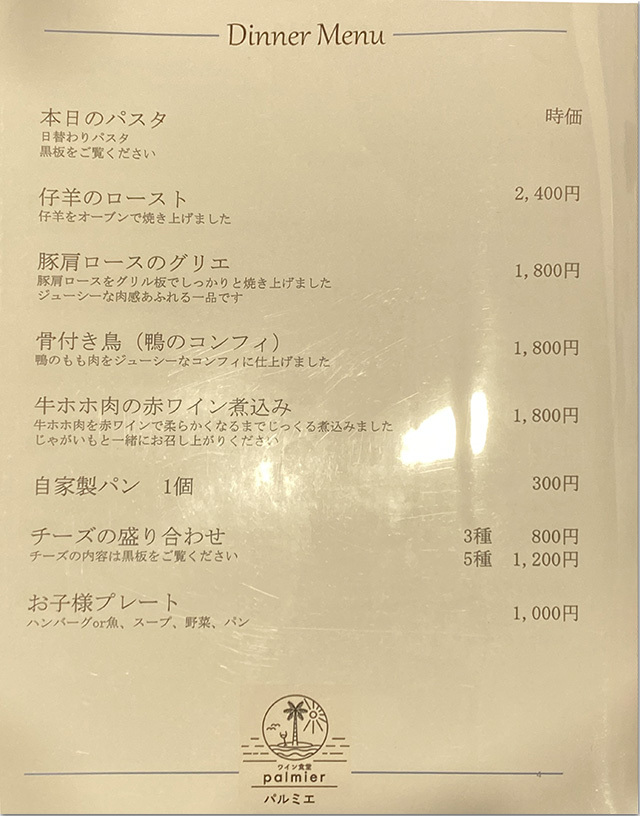 Dinner Menu
本日のパスタ 時価
日替わりパスタ
黒板をご覧ください
仔羊のロースト 2,400円
仔羊をオーブンで焼き上げました
豚肩ロースのグリエ 1,800円
豚肩ロースをグリル板でしっかりと焼き上げました
ジューシーな肉感あふれる一品です
骨付き鳥（鴨のコンフィ） 1,800円
鴨のもも肉をジューシーなコンフィに仕上げました
牛ホホ肉の赤ワイン煮込み 1,800円
牛ホホ肉を赤ワインで柔らかくなるまでじっくる煮込みました
じゃがいもと一緒にお召し上がりください
自家製パン 1個 300円
チーズの盛り合わせ 3種 800円
チーズの内容は黒板をご覧ください 5種 1,200円
お子様プレート 1,000円
ハンバーグor魚、スープ、野菜、パン
ワイン食堂
palmier
パルミエ
4